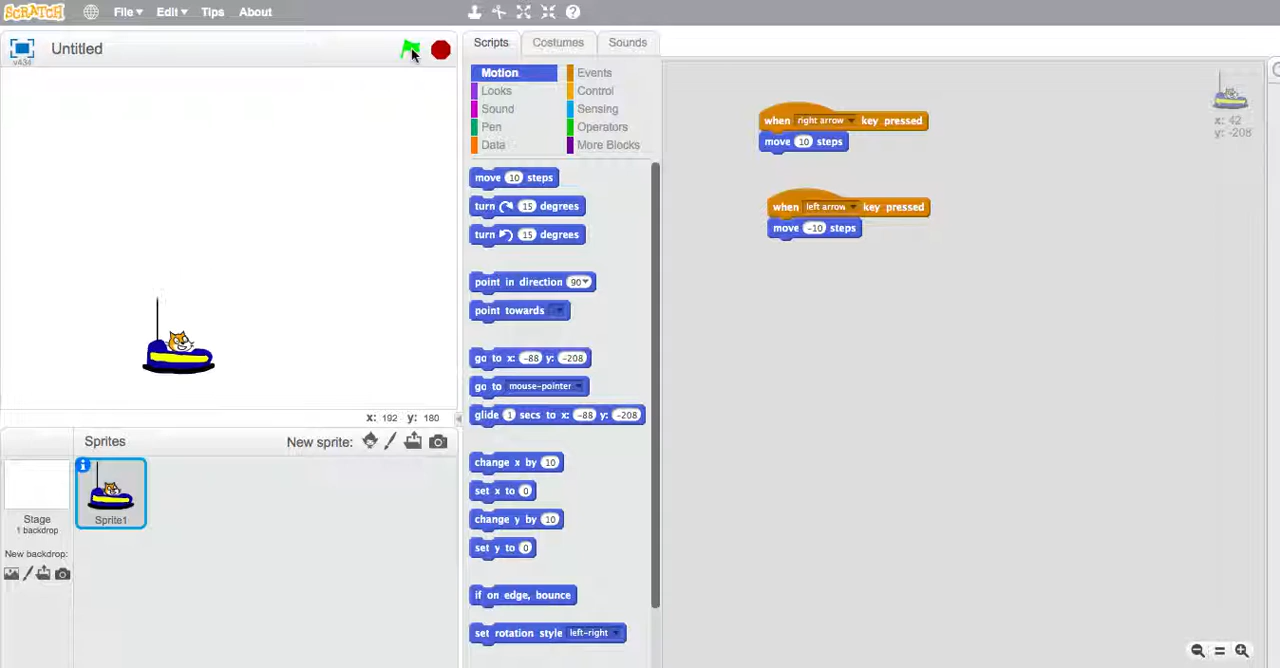 SCRATCH File Edit Tips About
Untitled
v434
Scripts Costumes Sounds
Motion Events
Looks Control
Sound Sensing
Pen Operators
Data More Blocks
move 10 steps
turn 15 degrees
turn 15 degrees
point in direction 90
point towards
go to x: -88 y: -208
go to mouse-pointer
glide 1 secs to x: -88 y: -208
change x by 10
set x to 0
change y by 10
set y to 0
if on edge, bounce
set rotation style left-right
when right arrow key pressed
move 10 steps
when left arrow key pressed
move -10 steps
x: 42
y: -208
x: 192 y: 180
Sprites New sprite:
Stage
1 backdrop
New backdrop:
Sprite1